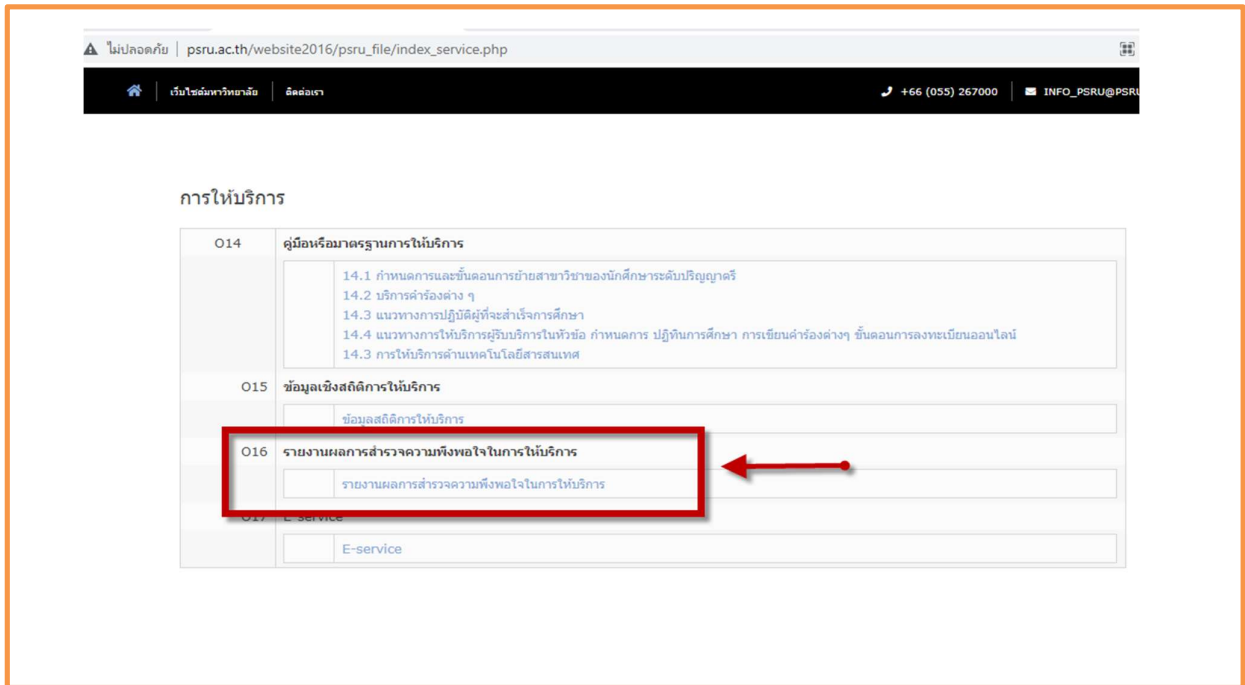 ไม่ปลอดภัย | psru.ac.th/website2016/psru_file/index_service.php
เว็บไซต์มหาวิทยาลัย | ติดต่อเรา +66 (055) 267000 | INFO_PSRU@PSRU
การให้บริการ
O14 คู่มือหรือมาตรฐานการให้บริการ
14.1 กำหนดการและขั้นตอนการย้ายสาขาวิชาของนักศึกษาระดับปริญญาตรี
14.2 บริการคำร้องต่าง ๆ
14.3 แนวทางการปฏิบัติผู้ที่จะสำเร็จการศึกษา
14.4 แนวทางการให้บริการผู้รับบริการในหัวข้อ กำหนดการ ปฏิทินการศึกษา การเขียนคำร้องต่างๆ ขั้นตอนการลงทะเบียนออนไลน์
14.3 การให้บริการด้านเทคโนโลยีสารสนเทศ
O15 ข้อมูลเชิงสถิติการให้บริการ
ข้อมูลสถิติการให้บริการ
O16 รายงานผลการสำรวจความพึงพอใจในการให้บริการ
รายงานผลการสำรวจความพึงพอใจในการให้บริการ
O17 E-service
E-service